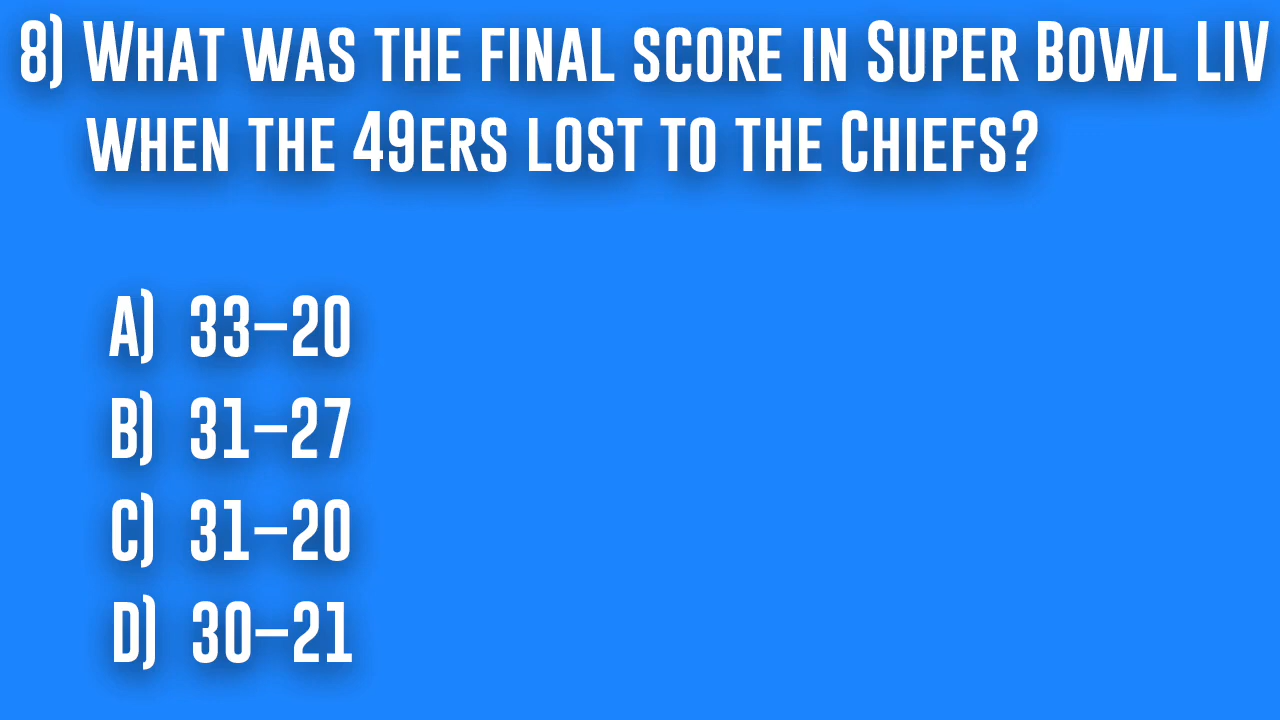 8) What was the final score in Super Bowl LIV
when the 49ers lost to the Chiefs?
A) 33–20
B) 31–27
C) 31–20
D) 30–21